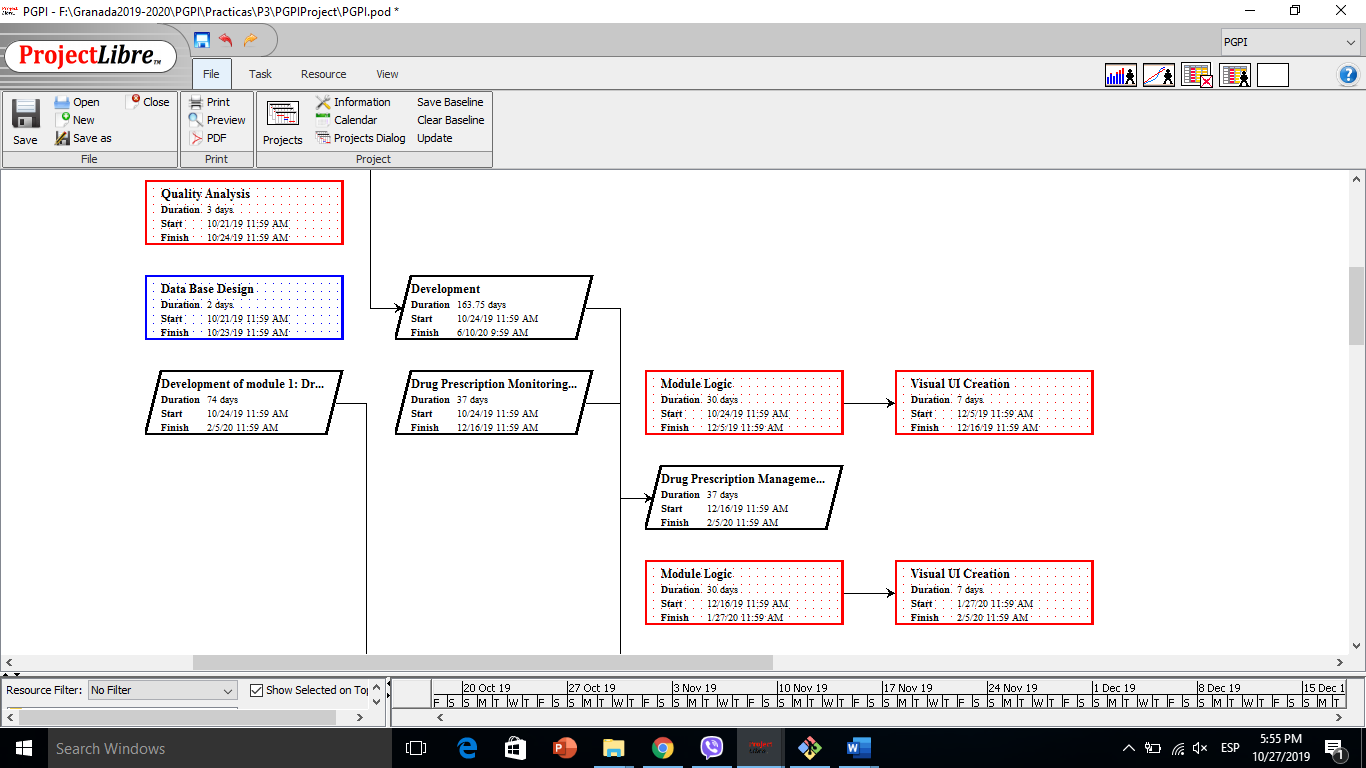 PGPI - F:\Granada2019-2020\PGPI\Practicas\P3\PGPIProject\PGPI.pod *
ProjectLibre™
PGPI
File Task Resource View
Save
Open
New
Save as
Close
File
Print
Preview
PDF
Print
Projects
Information
Calendar
Projects Dialog
Save Baseline
Clear Baseline
Update
Project
Quality Analysis
Duration 3 days
Start 10/21/19 11:59 AM
Finish 10/24/19 11:59 AM
Data Base Design
Duration 2 days
Start 10/21/19 11:59 AM
Finish 10/23/19 11:59 AM
Development
Duration 163.75 days
Start 10/24/19 11:59 AM
Finish 6/10/20 9:59 AM
Development of module 1: Dr...
Duration 74 days
Start 10/24/19 11:59 AM
Finish 2/5/20 11:59 AM
Drug Prescription Monitoring...
Duration 37 days
Start 10/24/19 11:59 AM
Finish 12/16/19 11:59 AM
Module Logic
Duration 30 days
Start 10/24/19 11:59 AM
Finish 12/5/19 11:59 AM
Visual UI Creation
Duration 7 days
Start 12/5/19 11:59 AM
Finish 12/16/19 11:59 AM
Drug Prescription Manageme...
Duration 37 days
Start 12/16/19 11:59 AM
Finish 2/5/20 11:59 AM
Module Logic
Duration 30 days
Start 12/16/19 11:59 AM
Finish 1/27/20 11:59 AM
Visual UI Creation
Duration 7 days
Start 1/27/20 11:59 AM
Finish 2/5/20 11:59 AM
Resource Filter: No Filter Show Selected on Top
20 Oct 19 27 Oct 19 3 Nov 19 10 Nov 19 17 Nov 19 24 Nov 19 1 Dec 19 8 Dec 19 15 Dec 1
F S S M T W T F S S M T W T F S S M T W T F S S M T W T F S S M T W T F S S M T W T F S S M T W T F S S M T W T F S S M T
Search Windows
ESP
5:55 PM
10/27/2019
1